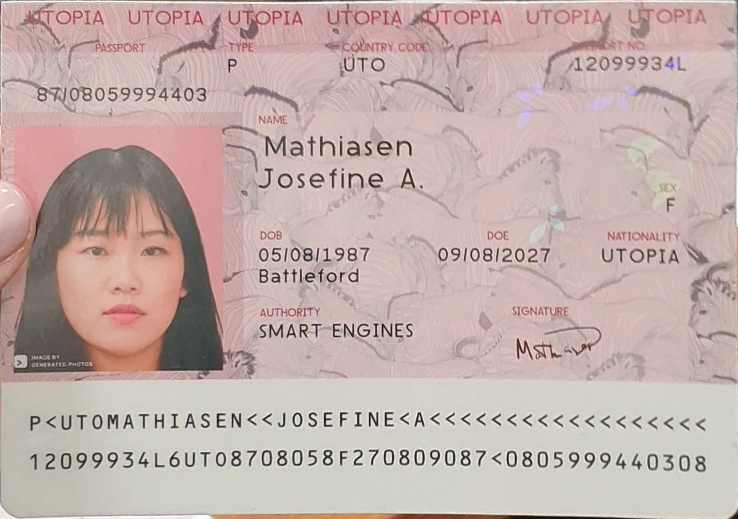 UTOPIA UTOPIA UTOPIA UTOPIA UTOPIA UTOPIA UTOPIA
PASSPORT TYPE COUNTRY CODE PASSPORT NO
P UTO 12099934L
87/08059994403
NAME
Mathiasen
Josefine A.
SEX
F
DOB DOE NATIONALITY
05/08/1987 09/08/2027 UTOPIA
Battleford
AUTHORITY SIGNATURE
SMART ENGINES
IMAGE BY
GENERATED.PHOTOS
P<UTOMATHIASEN<<JOSEFINE<A<<<<<<<<<<<<<<<<<<
12099934L6UTO8708058F270809087<0805999440308